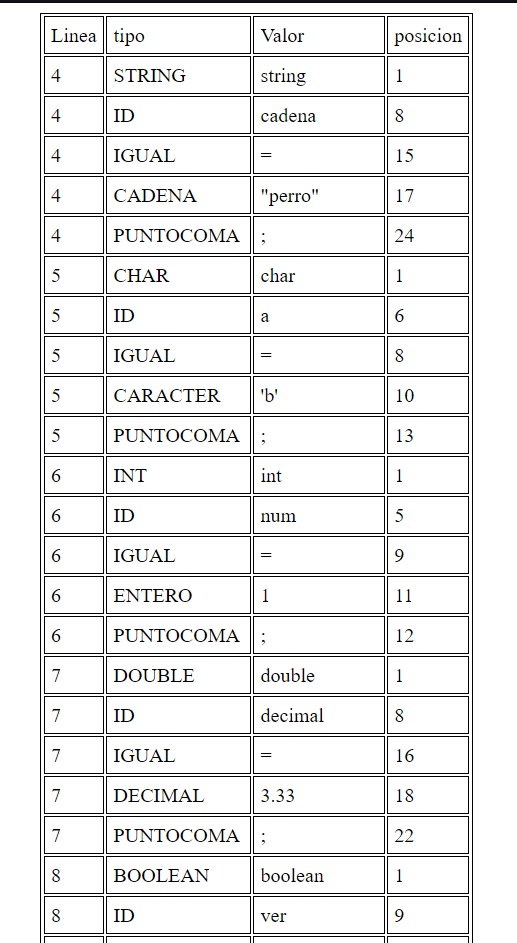 Linea tipo Valor posicion
4 STRING string 1
4 ID cadena 8
4 IGUAL = 15
4 CADENA "perro" 17
4 PUNTOCOMA ; 24
5 CHAR char 1
5 ID a 6
5 IGUAL = 8
5 CARACTER 'b' 10
5 PUNTOCOMA ; 13
6 INT int 1
6 ID num 5
6 IGUAL = 9
6 ENTERO 1 11
6 PUNTOCOMA ; 12
7 DOUBLE double 1
7 ID decimal 8
7 IGUAL = 16
7 DECIMAL 3.33 18
7 PUNTOCOMA ; 22
8 BOOLEAN boolean 1
8 ID ver 9